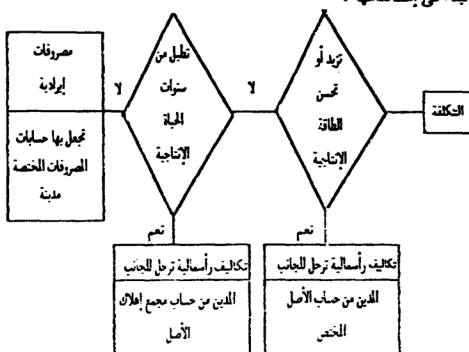 التكلفة
تزيد أو
تحسن
الطاقة
الإنتاجية
لا
نعم
تكاليف رأسمالية ترحل للجانب
المدين من حساب الأصل
المختص
تطيل من
سنوات
الحياة
الإنتاجية
لا
نعم
تكاليف رأسمالية ترحل للجانب
المدين من حساب مجمع إهلاك
الأصل
مصروفات
إيرادية
تجعل بها حسابات
المصروفات المختصة
مدينة